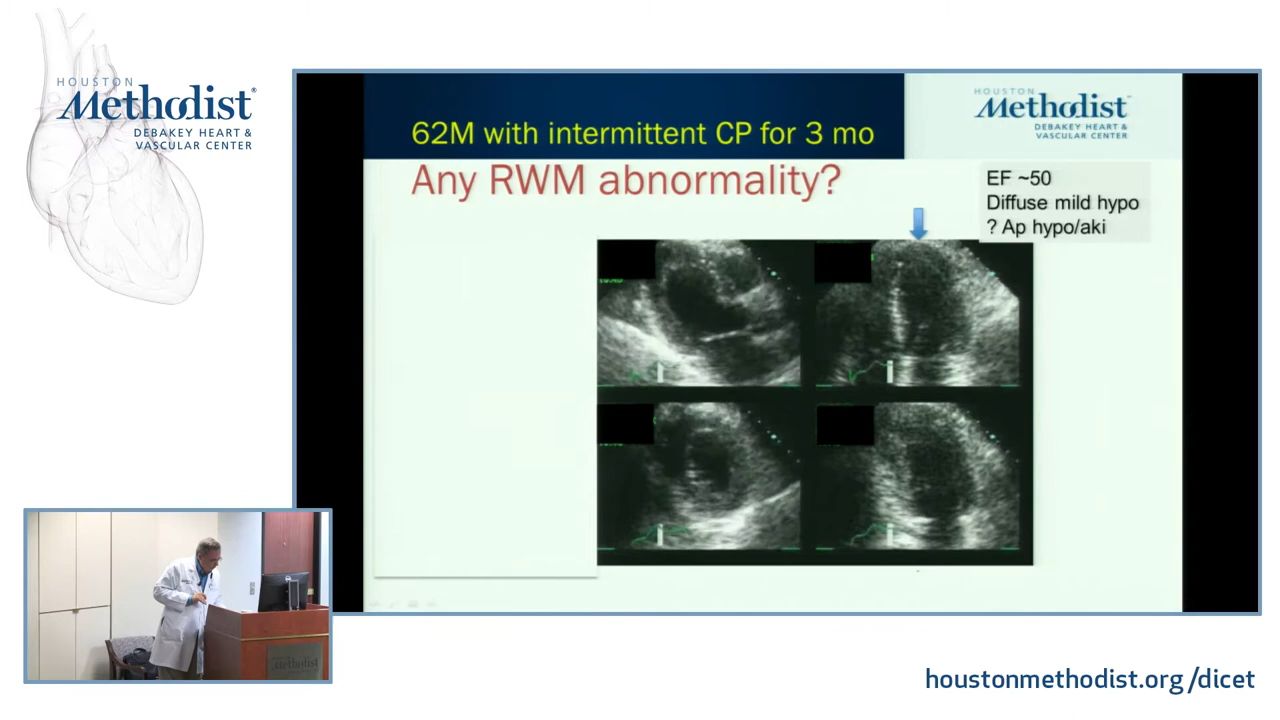 HOUSTON
Methodist®
DEBAKEY HEART &
VASCULAR CENTER
62M with intermittent CP for 3 mo
HOUSTON
Methodist
DEBAKEY HEART &
VASCULAR CENTER
Any RWM abnormality?
EF ~50
Diffuse mild hypo
? Ap hypo/aki
Methodist
houstonmethodist.org/dicet